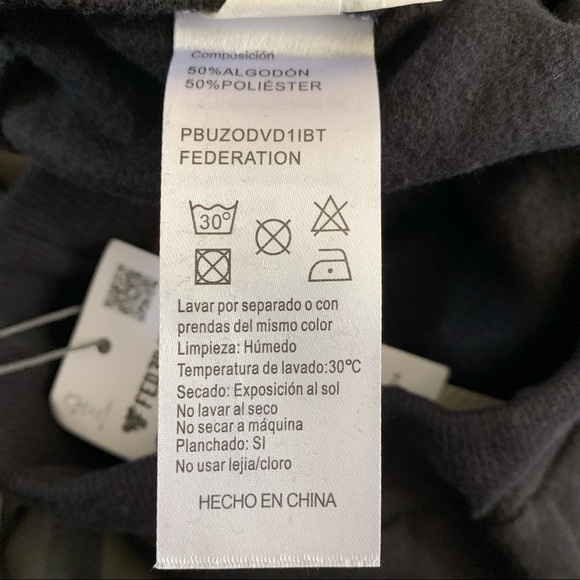 Composición
50%ALGODÓN
50%POLIÉSTER
PBUZODVD1IBT
FEDERATION
30°
Lavar por separado o con
prendas del mismo color
Limpieza: Húmedo
Temperatura de lavado:30°C
Secado: Exposición al sol
No lavar al seco
No secar a máquina
Planchado: SI
No usar lejia/cloro
HECHO EN CHINA